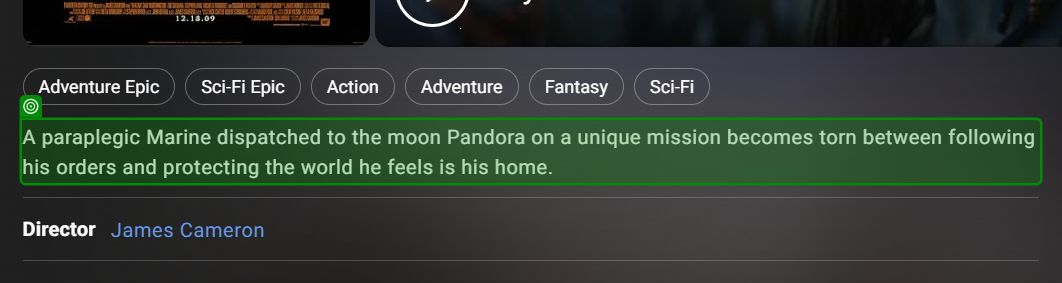 12.18.09
Adventure Epic
Sci-Fi Epic
Action
Adventure
Fantasy
Sci-Fi
A paraplegic Marine dispatched to the moon Pandora on a unique mission becomes torn between following
his orders and protecting the world he feels is his home.
Director James Cameron